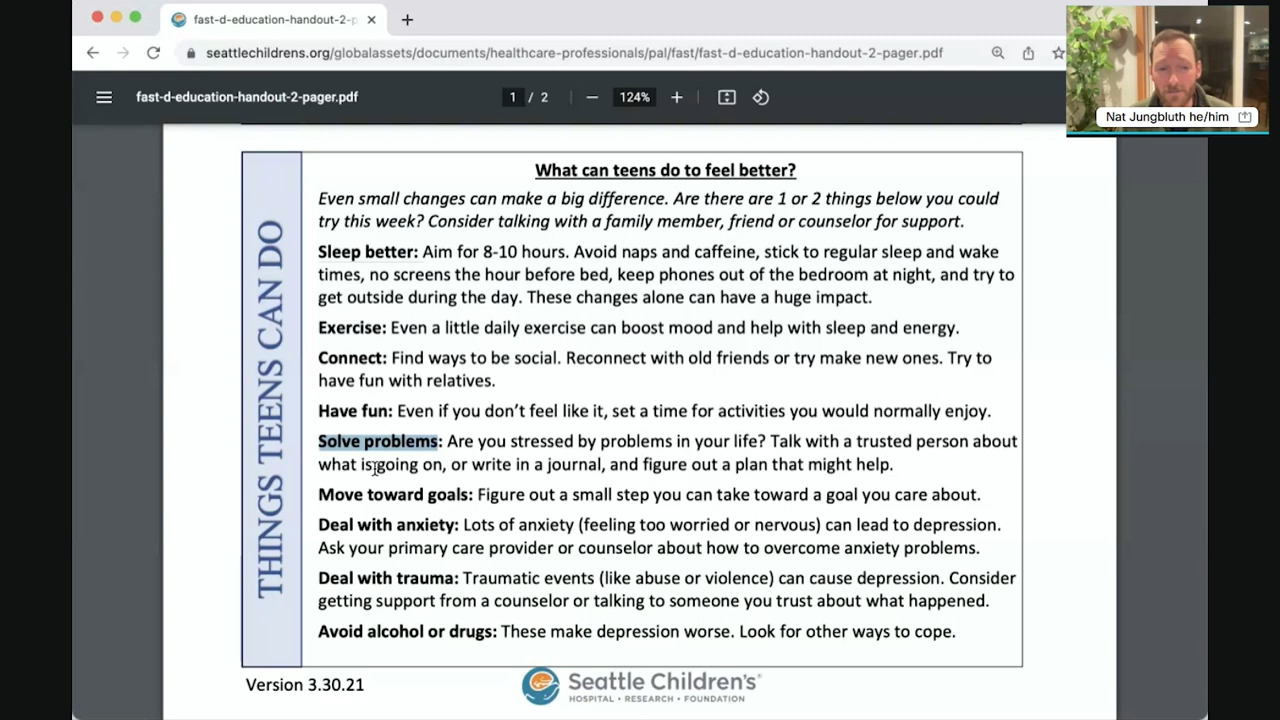 fast-d-education-handout-2-p
seattlechildrens.org/globalassets/documents/healthcare-professionals/pal/fast/fast-d-education-handout-2-pager.pdf
fast-d-education-handout-2-pager.pdf
1 / 2
124%
Nat Jungbluth he/him
THINGS TEENS CAN DO
What can teens do to feel better?
Even small changes can make a big difference. Are there are 1 or 2 things below you could
try this week? Consider talking with a family member, friend or counselor for support.
Sleep better: Aim for 8-10 hours. Avoid naps and caffeine, stick to regular sleep and wake
times, no screens the hour before bed, keep phones out of the bedroom at night, and try to
get outside during the day. These changes alone can have a huge impact.
Exercise: Even a little daily exercise can boost mood and help with sleep and energy.
Connect: Find ways to be social. Reconnect with old friends or try make new ones. Try to
have fun with relatives.
Have fun: Even if you don't feel like it, set a time for activities you would normally enjoy.
Solve problems: Are you stressed by problems in your life? Talk with a trusted person about
what is going on, or write in a journal, and figure out a plan that might help.
Move toward goals: Figure out a small step you can take toward a goal you care about.
Deal with anxiety: Lots of anxiety (feeling too worried or nervous) can lead to depression.
Ask your primary care provider or counselor about how to overcome anxiety problems.
Deal with trauma: Traumatic events (like abuse or violence) can cause depression. Consider
getting support from a counselor or talking to someone you trust about what happened.
Avoid alcohol or drugs: These make depression worse. Look for other ways to cope.
Version 3.30.21
Seattle Children's®
HOSPITAL • RESEARCH • FOUNDATION